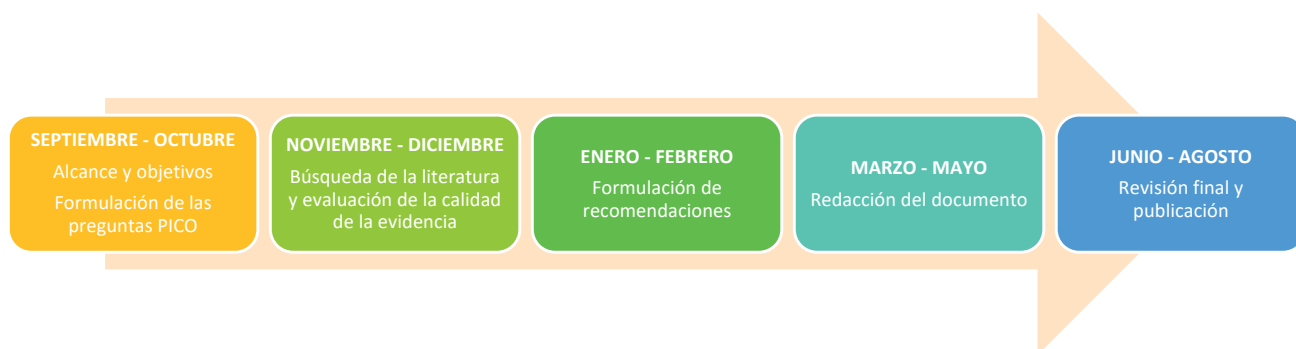 SEPTIEMBRE - OCTUBRE
Alcance y objetivos
Formulación de las
preguntas PICO
NOVIEMBRE - DICIEMBRE
Búsqueda de la literatura
y evaluación de la calidad
de la evidencia
ENERO - FEBRERO
Formulación de
recomendaciones
MARZO - MAYO
Redacción del documento
JUNIO - AGOSTO
Revisión final y
publicación